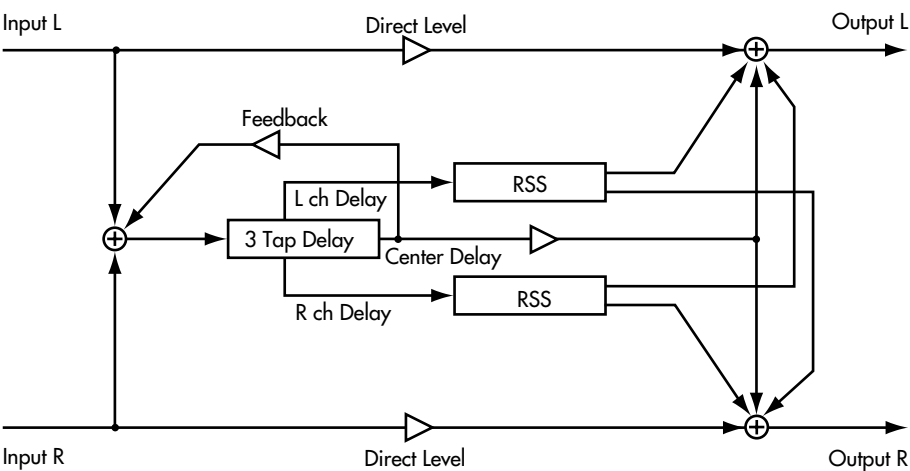 Input L
Direct Level
Output L
Feedback
RSS
L ch Delay
3 Tap Delay
Center Delay
RSS
R ch Delay
Input R
Direct Level
Output R